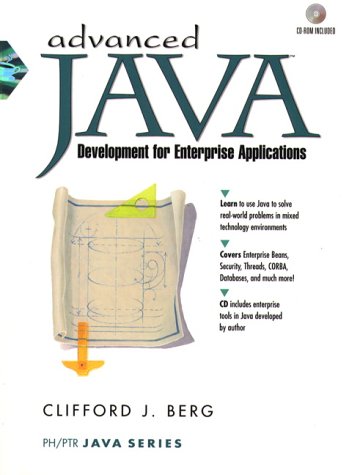 CD-ROM INCLUDED
advanced
JAVA™
Development for Enterprise Applications
Learn to use Java to solve
real-world problems in mixed
technology environments
Covers Enterprise Beans,
Security, Threads, CORBA,
Databases, and much more!
CD includes enterprise
tools in Java developed
by author
CLIFFORD J. BERG
PH/PTR JAVA SERIES